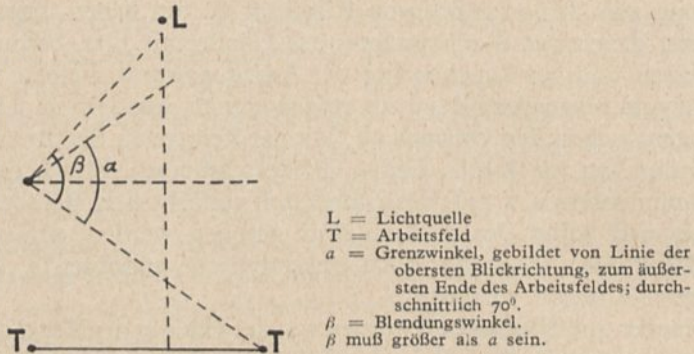 L
β α
T T
L = Lichtquelle
T = Arbeitsfeld
α = Grenzwinkel, gebildet von Linie der
obersten Blickrichtung, zum äußer-
sten Ende des Arbeitsfeldes; durch-
schnittlich 70⁰.
β = Blendungswinkel.
β muß größer als α sein.